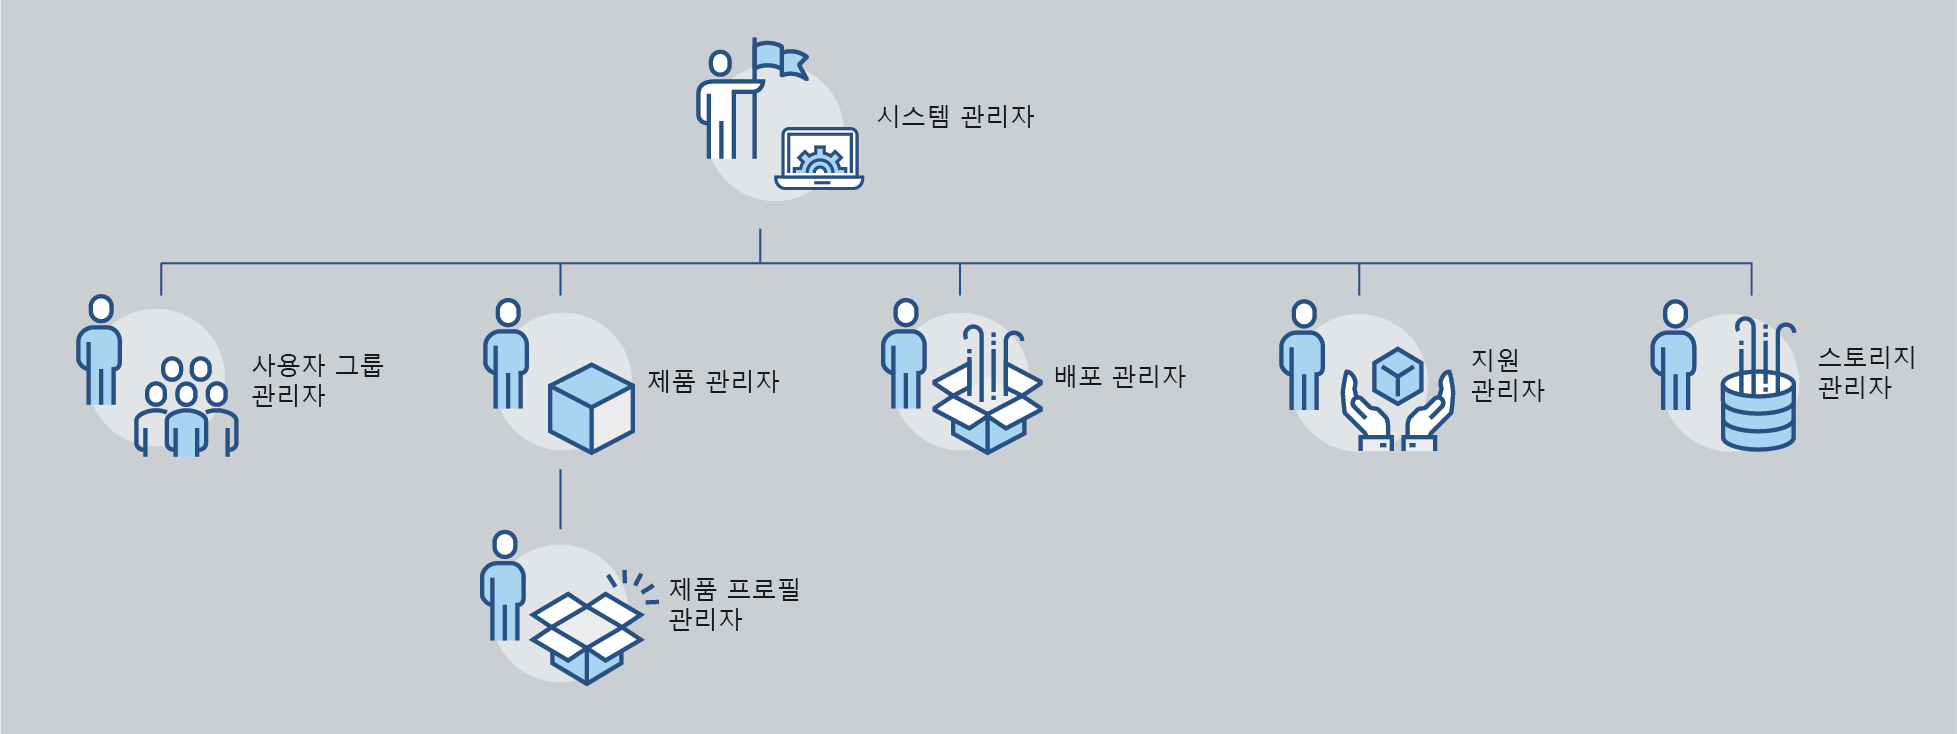 시스템 관리자
사용자 그룹
관리자
제품 관리자
배포 관리자
지원
관리자
스토리지
관리자
제품 프로필
관리자